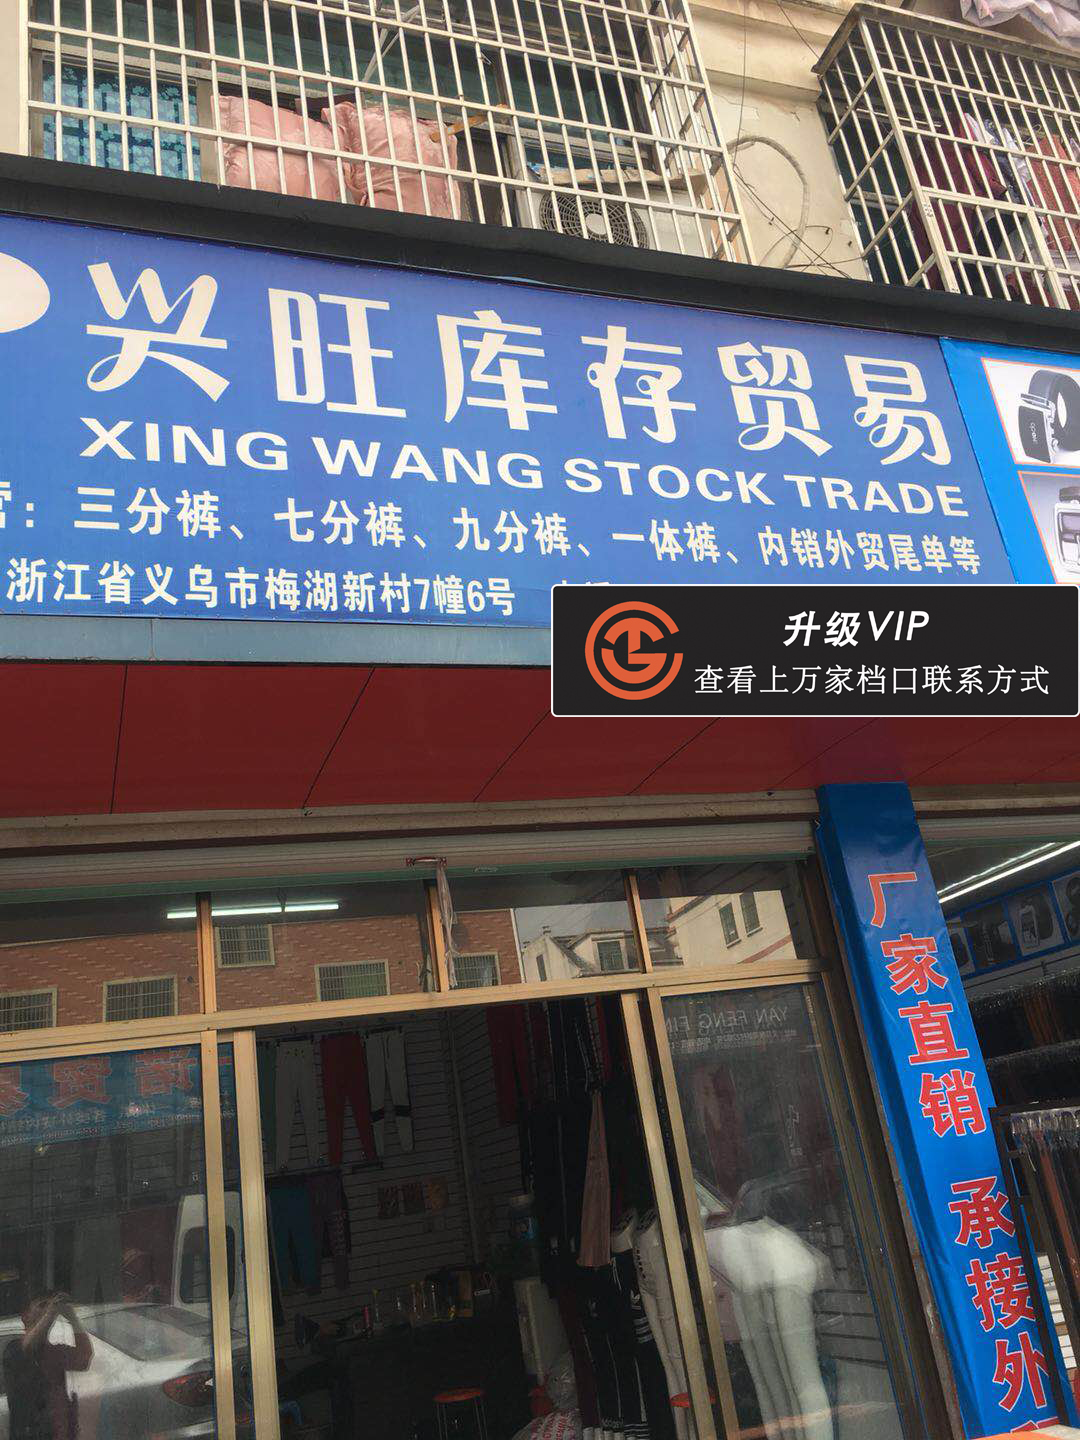 兴旺库存贸易
XING WANG STOCK TRADE
营：三分裤、七分裤、九分裤、一体裤、内销外贸尾单等
浙江省义乌市梅湖新村7幢6号
升级VIP
查看上万家档口联系方式
厂家直销 承接外
YAN FENG